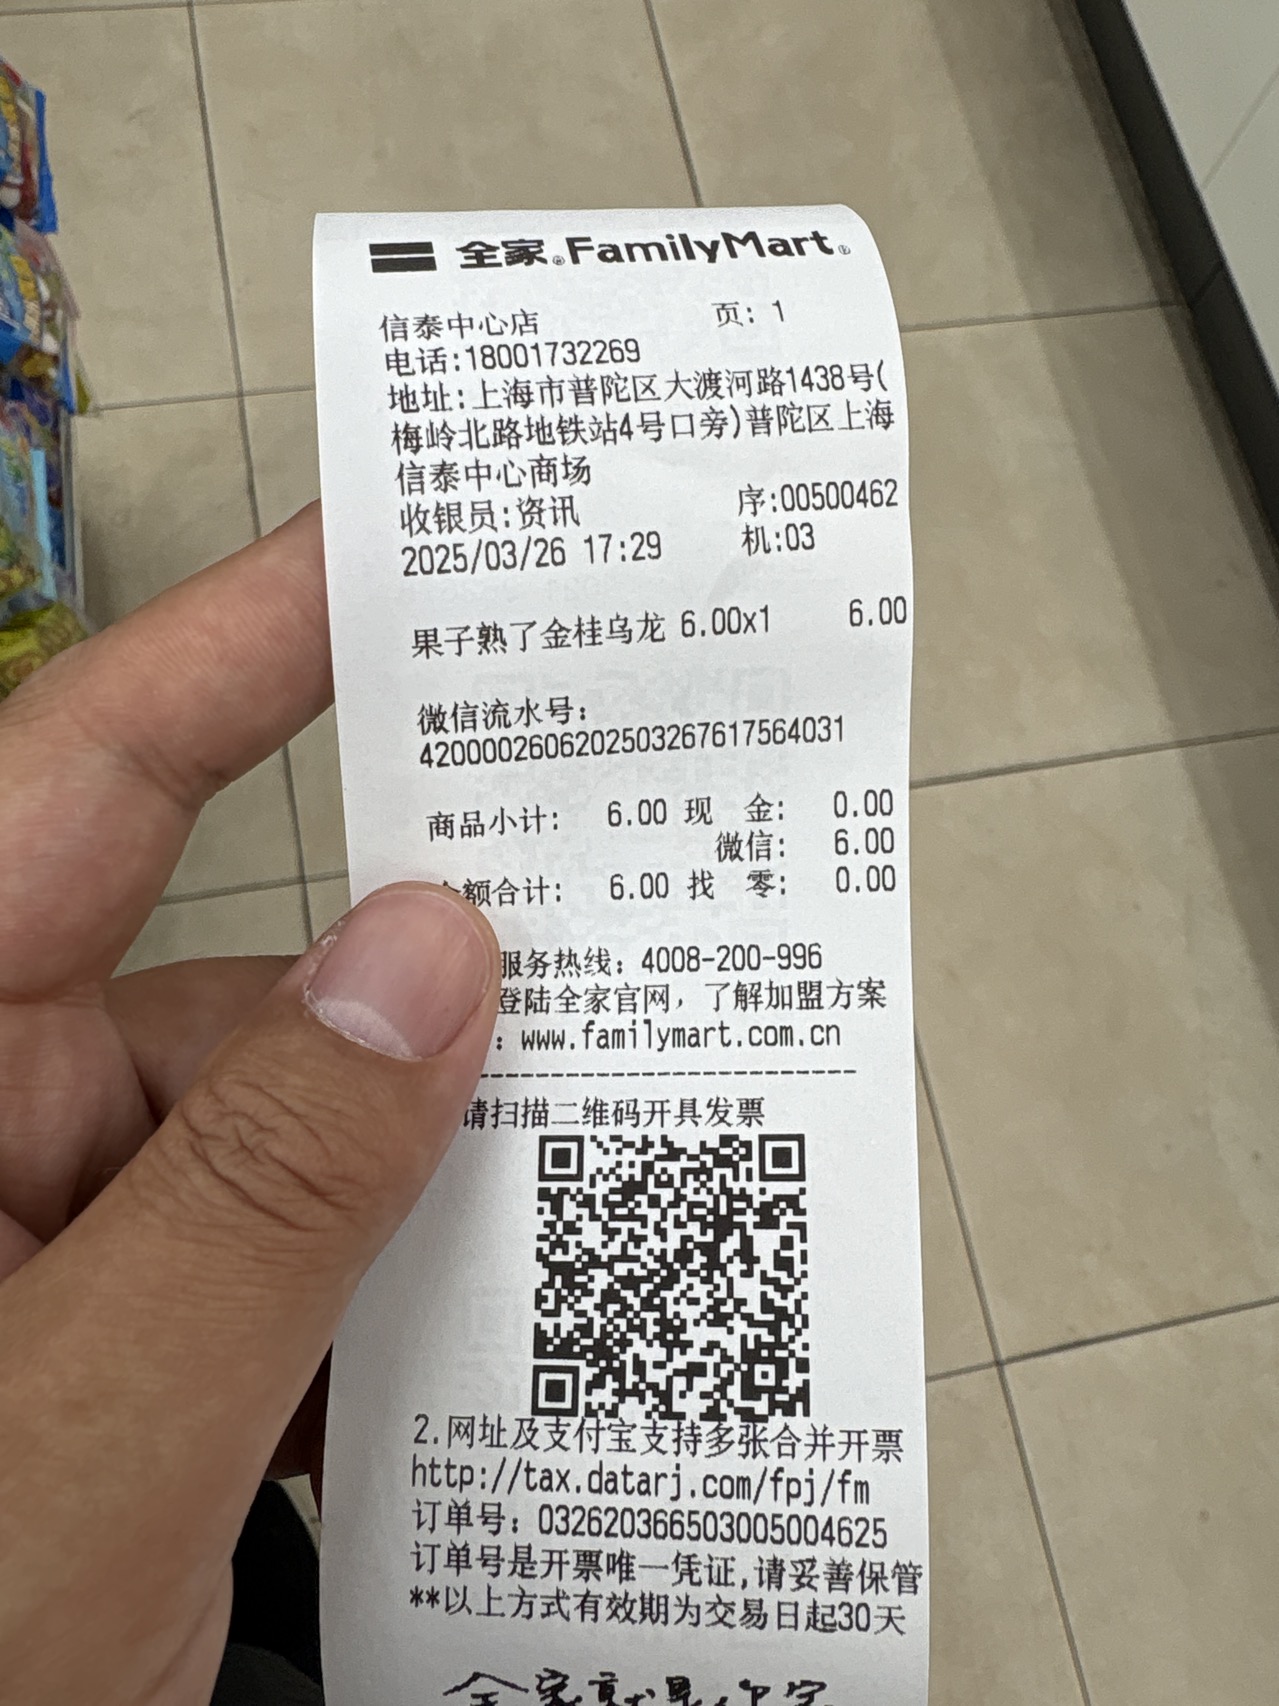 全家®FamilyMart®
信泰中心店 页: 1
电话:18001732269
地址:上海市普陀区大渡河路1438号(
梅岭北路地铁站4号口旁)普陀区上海
信泰中心商场
收银员:资讯 序:00500462
2025/03/26 17:29 机:03
果子熟了金桂乌龙 6.00x1 6.00
微信流水号:
4200002606202503267617564031
商品小计: 6.00 现 金: 0.00
微信: 6.00
额合计: 6.00 找 零: 0.00
服务热线: 4008-200-996
登陆全家官网, 了解加盟方案
: www.familymart.com.cn
请扫描二维码开具发票
2.网址及支付宝支持多张合并开票
http://tax.datarj.com/fpj/fm
订单号: 032620366503005004625
订单号是开票唯一凭证,请妥善保管
**以上方式有效期为交易日起30天
全家就是